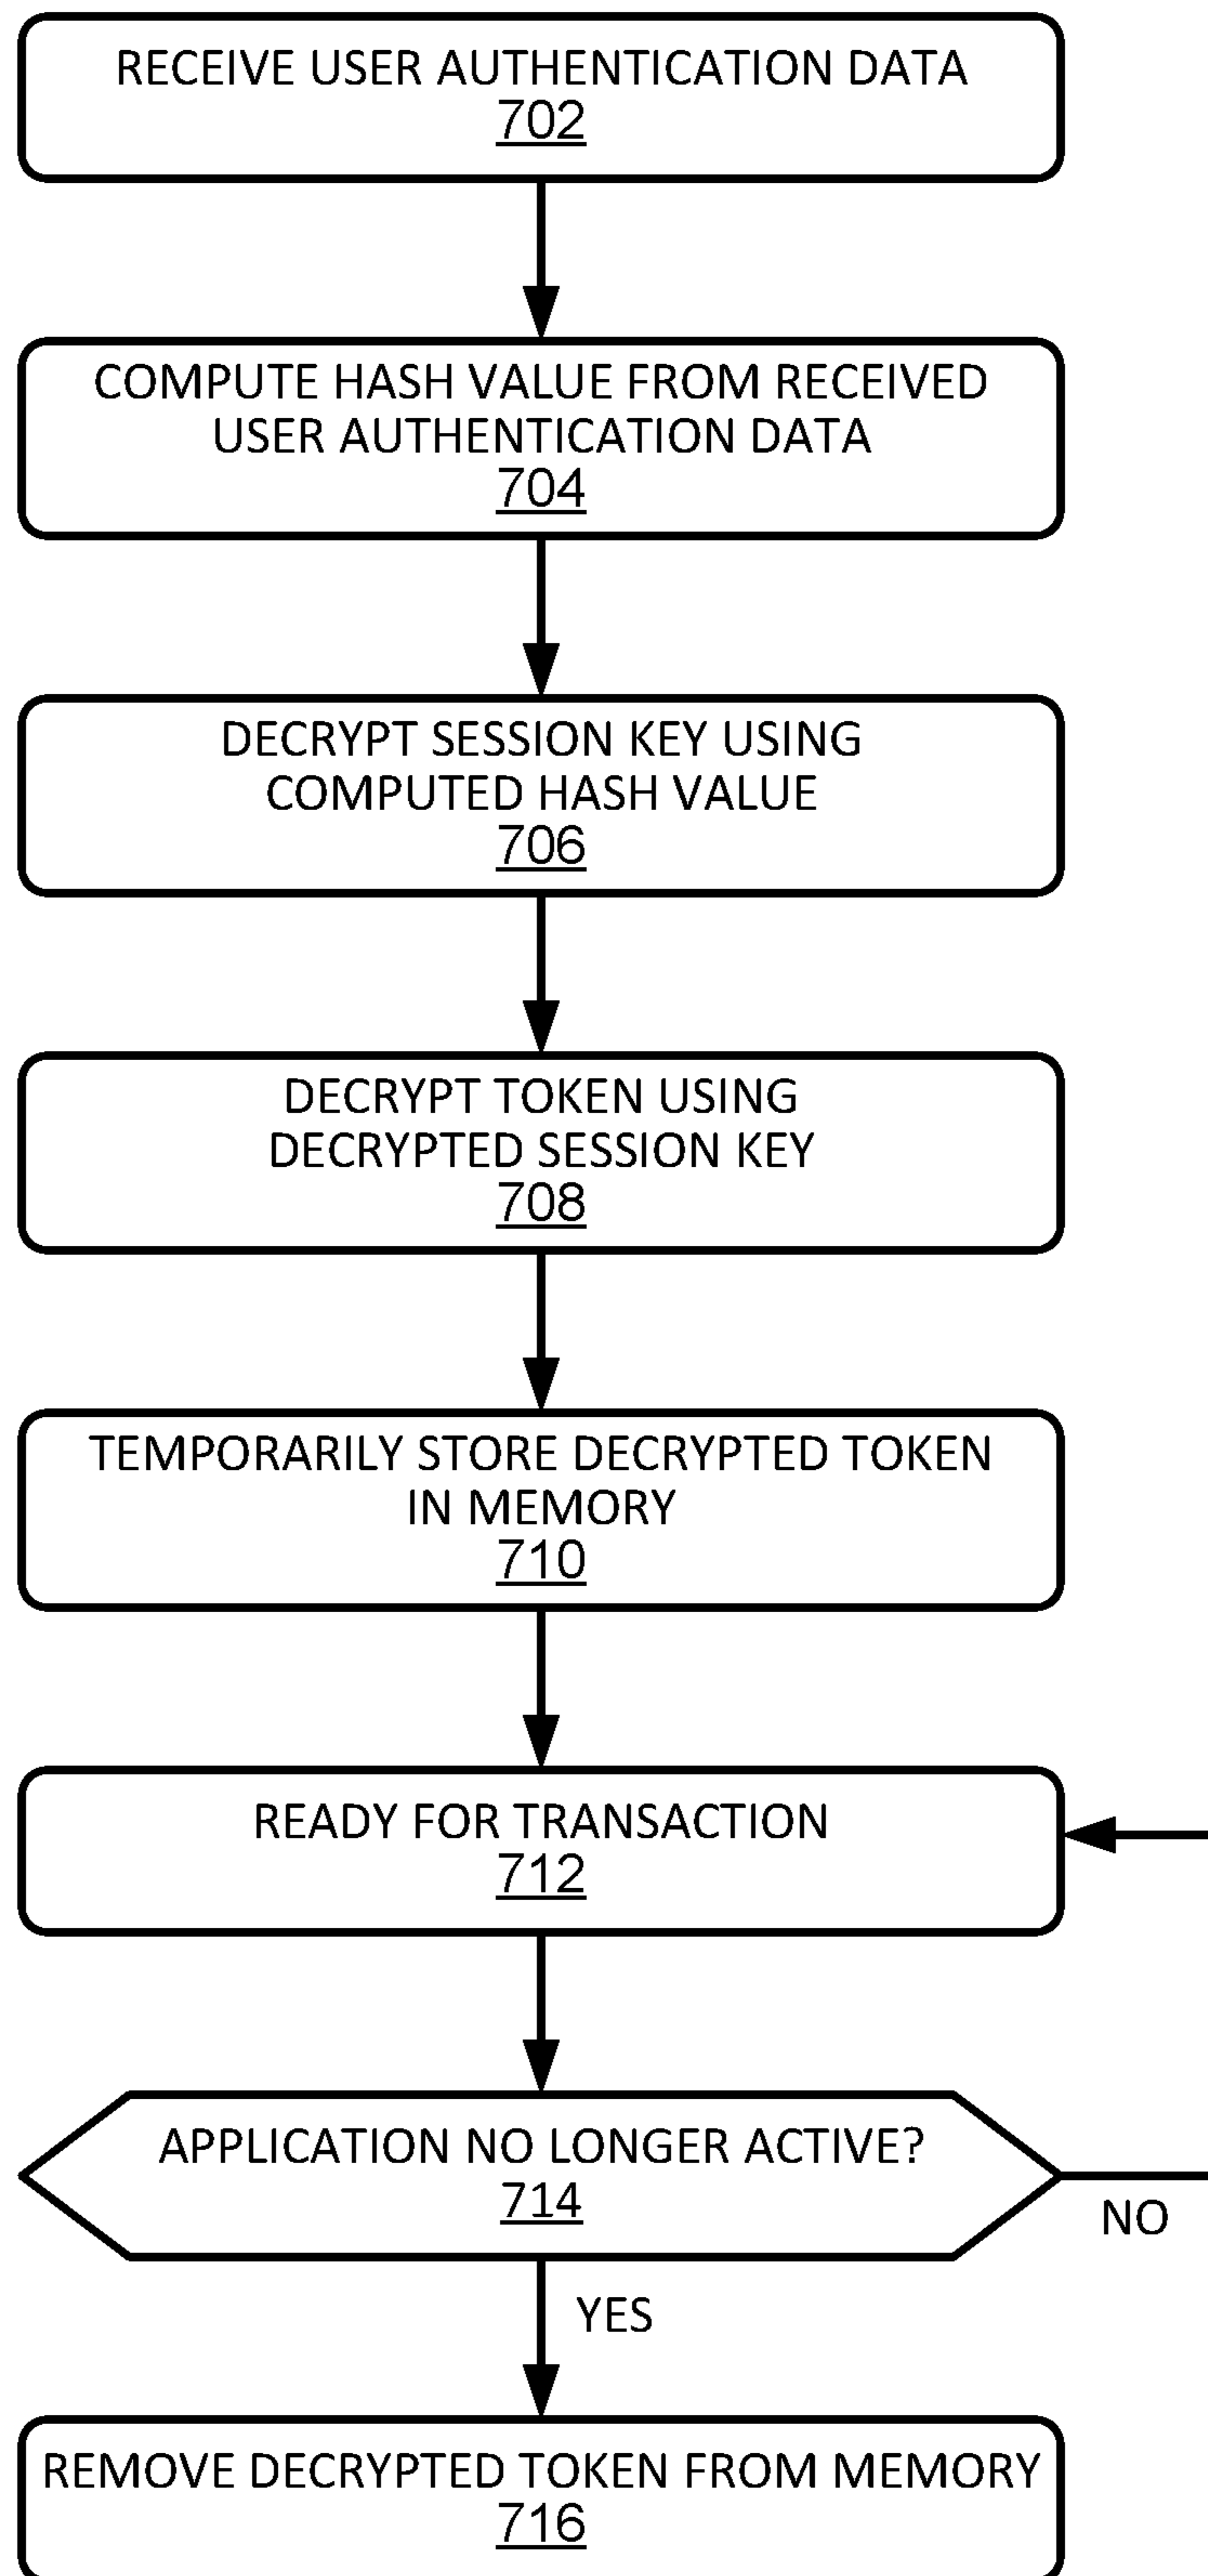 RECEIVE USER AUTHENTICATION DATA
702
COMPUTE HASH VALUE FROM RECEIVED
USER AUTHENTICATION DATA
704
DECRYPT SESSION KEY USING
COMPUTED HASH VALUE
706
DECRYPT TOKEN USING
DECRYPTED SESSION KEY
708
TEMPORARILY STORE DECRYPTED TOKEN
IN MEMORY
710
READY FOR TRANSACTION
712
APPLICATION NO LONGER ACTIVE?
714
NO
YES
REMOVE DECRYPTED TOKEN FROM MEMORY
716